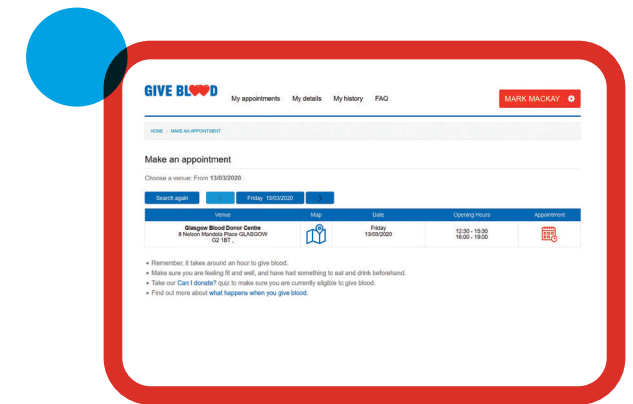 GIVE BLOOD
My appointments My details My history FAQ
MARK MACKAY
HOME / MAKE AN APPOINTMENT
Make an appointment
Choose a venue: From 13/03/2020
Search again < Friday 13/03/2020 >
Venue Map Date Opening Hours Appointment
Glasgow Blood Donor Centre
8 Nelson Mandela Place GLASGOW
G2 1BT ,
Friday
13/03/2020
12:30 - 15:30
16:00 - 19:00
• Remember, it takes around an hour to give blood.
• Make sure you are feeling fit and well, and have had something to eat and drink beforehand.
• Take our Can I donate? quiz to make sure you are currently eligible to give blood.
• Find out more about what happens when you give blood.